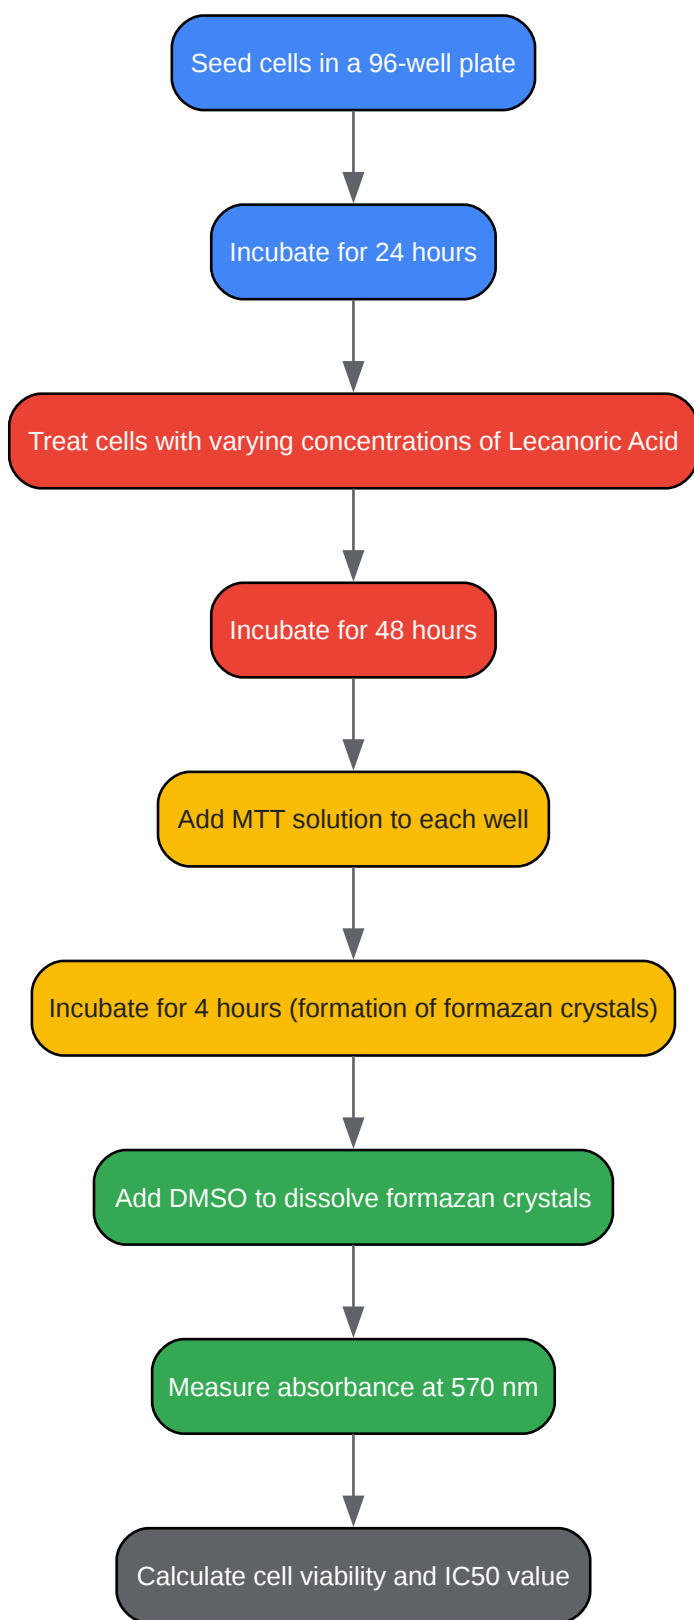 Seed cells in a 96-well plate
Incubate for 24 hours
Treat cells with varying concentrations of Lecanoric Acid
Incubate for 48 hours
Add MTT solution to each well
Incubate for 4 hours (formation of formazan crystals)
Add DMSO to dissolve formazan crystals
Measure absorbance at 570 nm
Calculate cell viability and IC50 value